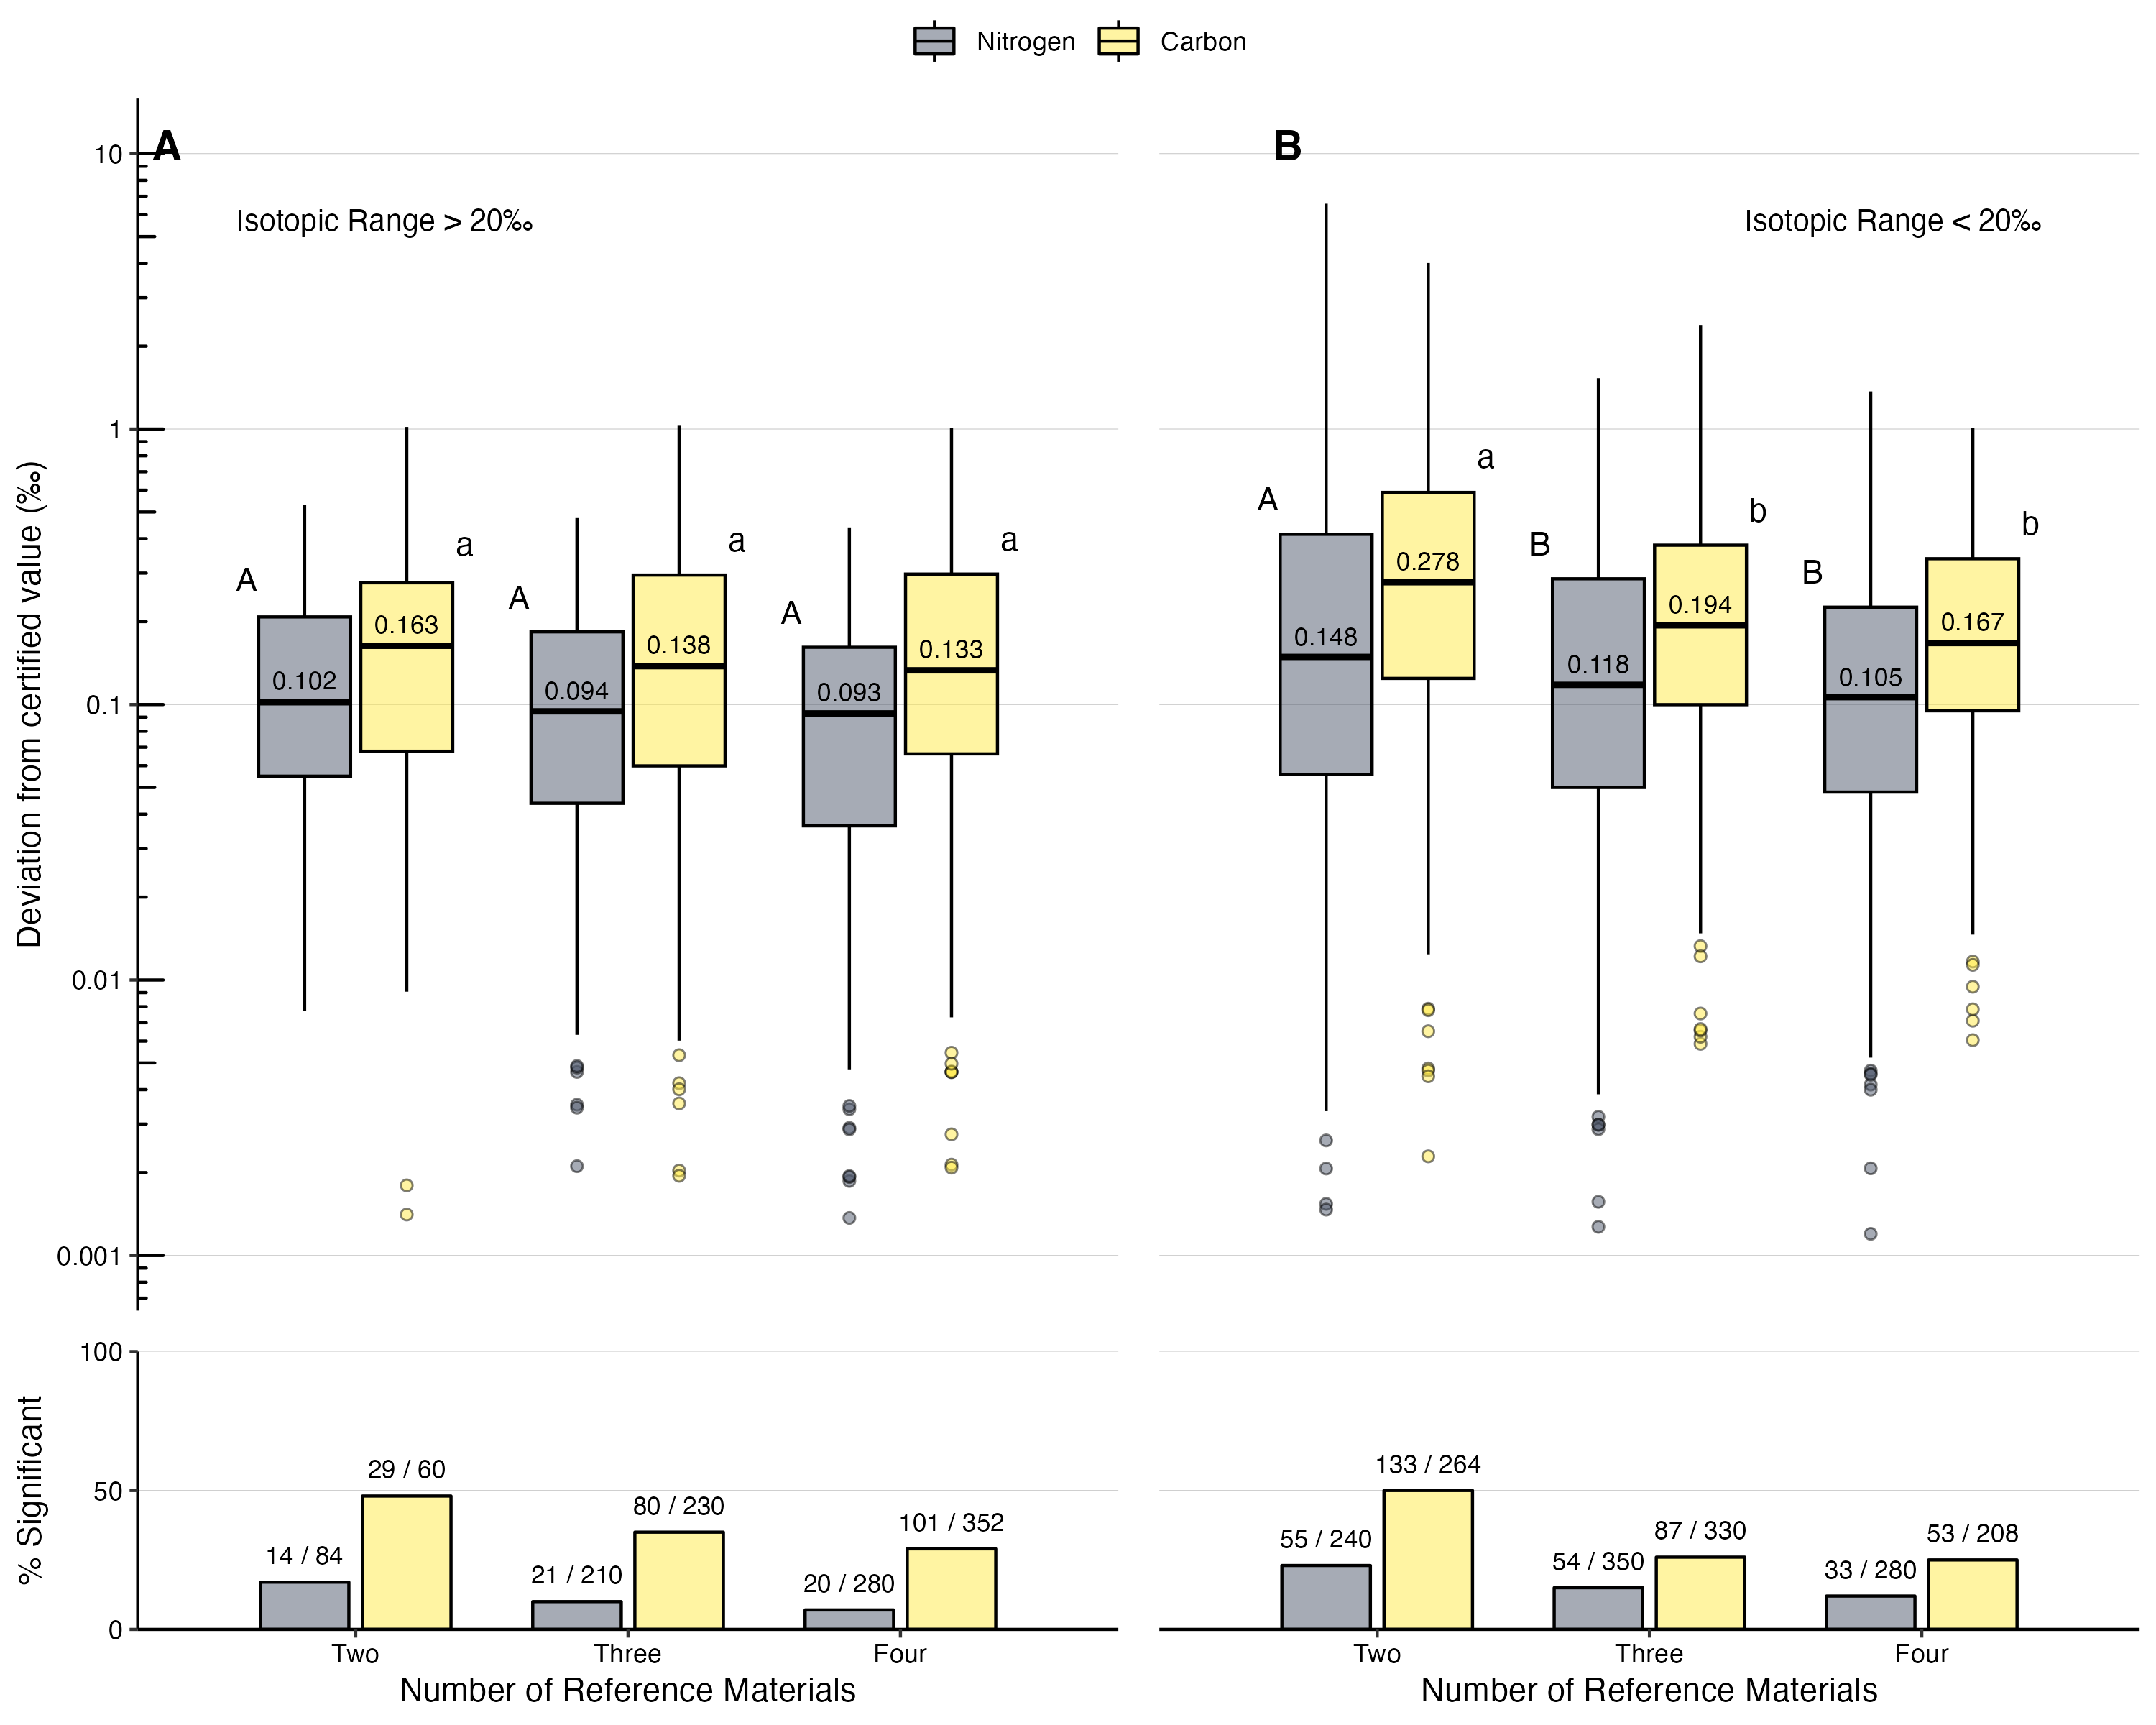 Nitrogen Carbon
A
B
10
1
0.1
0.01
0.001
Deviation from certified value (‰)
Isotopic Range > 20‰
A a A a A a
0.102 0.163 0.094 0.138 0.093 0.133
Isotopic Range < 20‰
A a B b B b
0.148 0.278 0.118 0.194 0.105 0.167
100
50
0
% Significant
14 / 84 29 / 60 21 / 210 80 / 230 20 / 280 101 / 352
Two Three Four
Number of Reference Materials
55 / 240 133 / 264 54 / 350 87 / 330 33 / 280 53 / 208
Two Three Four
Number of Reference Materials